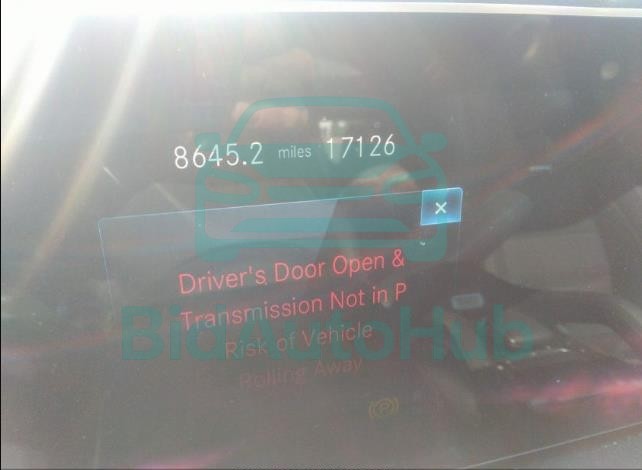 8645.2 miles 17126
×
Driver's Door Open &
Transmission Not in P
Risk of Vehicle
Rolling Away
(P)
BidAutoHub